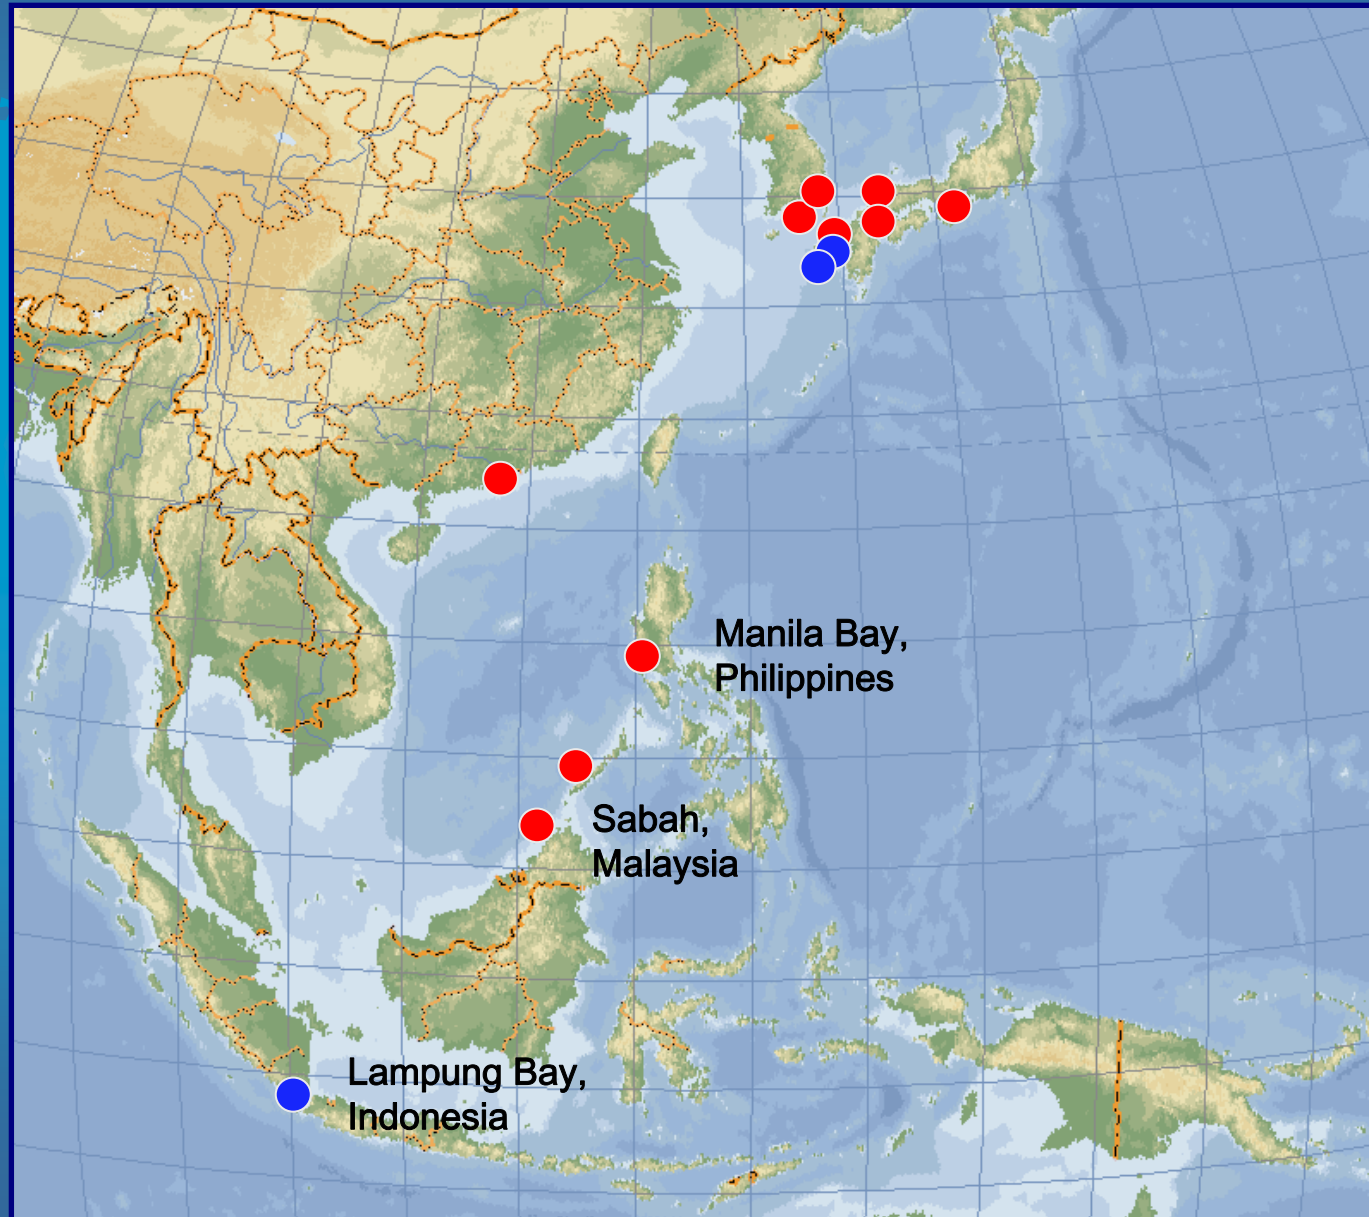 Manila Bay,
Philippines
Sabah,
Malaysia
Lampung Bay,
Indonesia